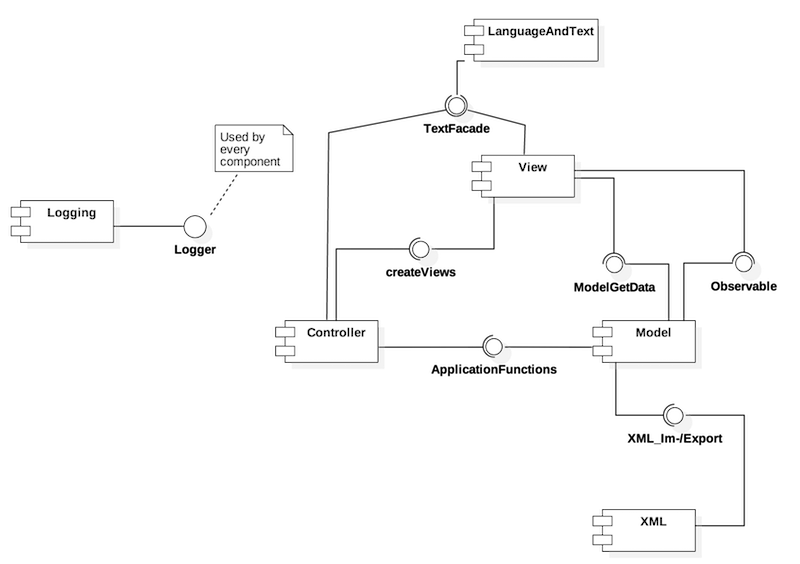 LanguageAndText
TextFacade
Used by
every
component
View
Logging
Logger
createViews
ModelGetData
Observable
Controller
Model
ApplicationFunctions
XML_Im-/Export
XML